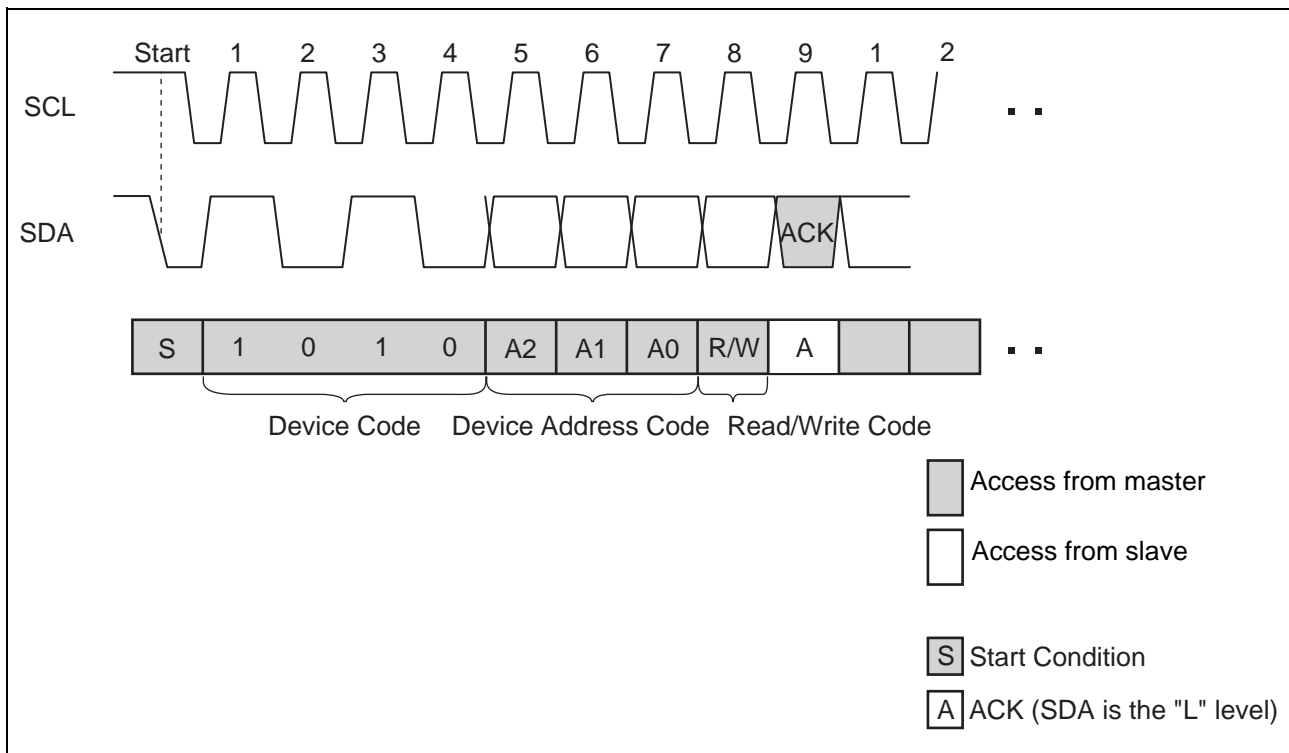 Start 1 2 3 4 5 6 7 8 9 1 2
SCL
. .
SDA
ACK
S 1 0 1 0 A2 A1 A0 R/W A
. .
Device Code Device Address Code Read/Write Code
Access from master
Access from slave
S Start Condition
A ACK (SDA is the "L" level)